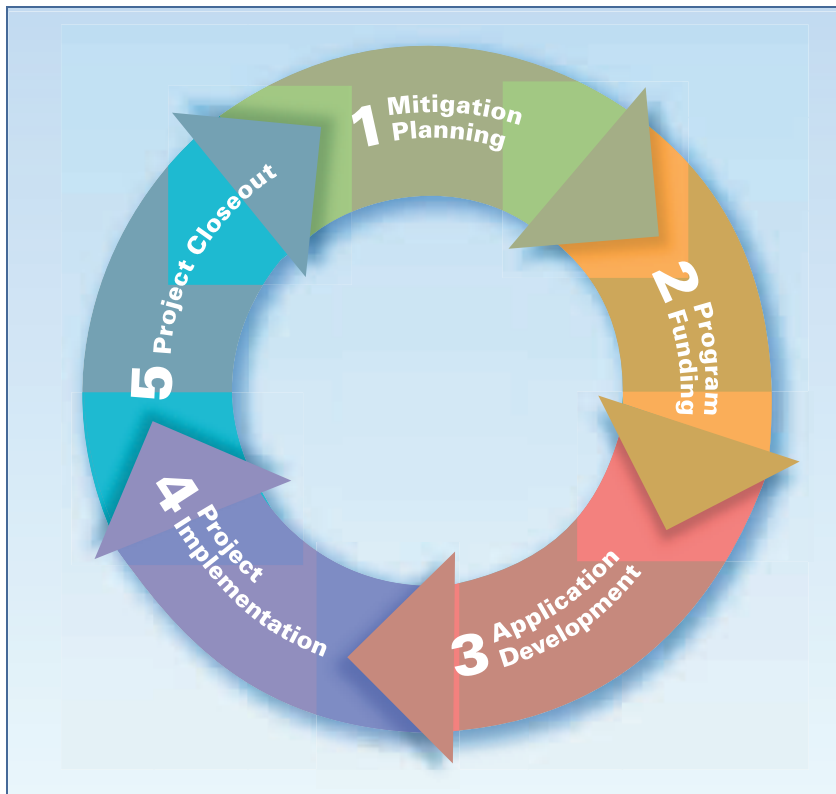 1 Mitigation
Planning
2 Program
Funding
3 Application
Development
4 Project
Implementation
5 Project Closeout